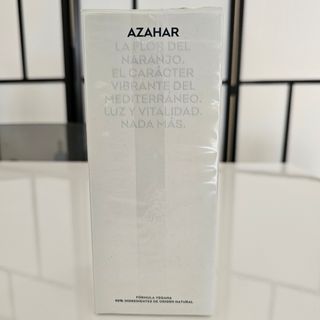 AZAHAR
LA FLOR DEL
NARANJO.
EL CARÁCTER
VIBRANTE DEL
MEDITERRÁNEO.
LUZ Y VITALIDAD.
NADA MÁS.
FÓRMULA VEGANA
90% INGREDIENTES DE ORIGEN NATURAL